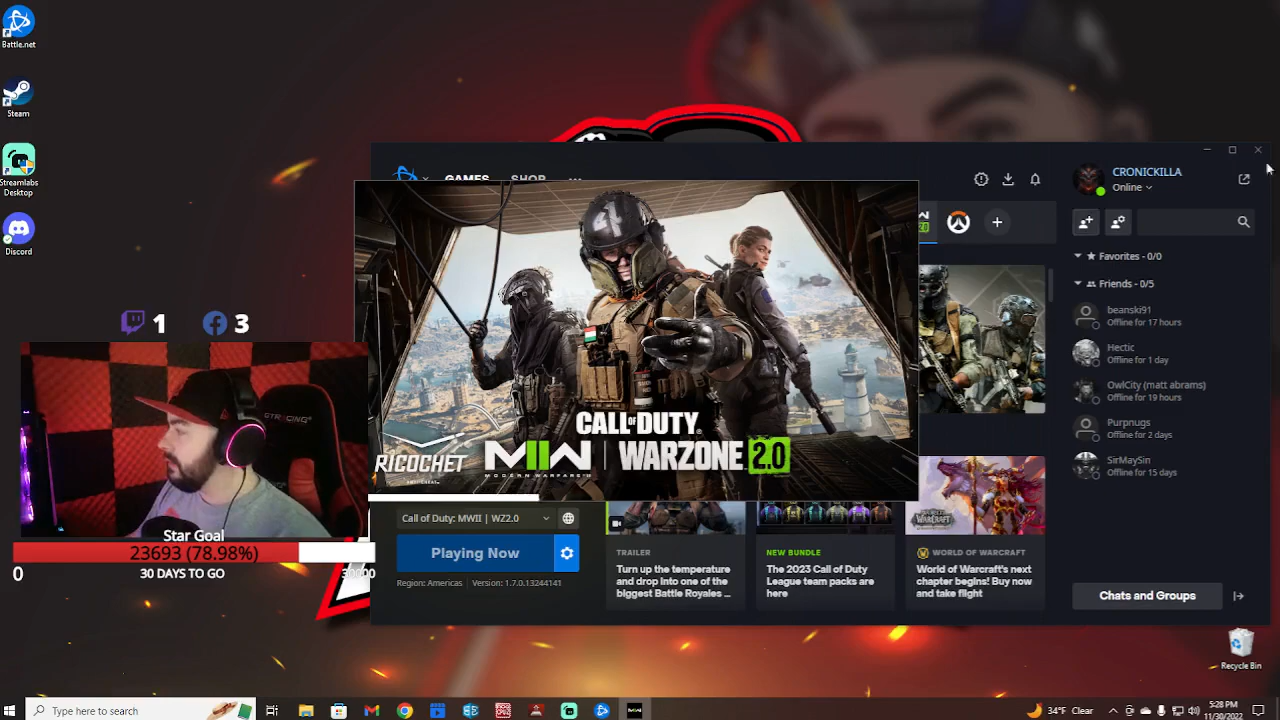 Battle.net
Steam
Streamlabs
Desktop
Discord
1
3
GTRACING
Star Goal
23693 (78.98%)
0
30 DAYS TO GO
30000
GAMES
SHOP
...
CRONICKILLA
Online
Favorites - 0/0
Friends - 0/5
beanski91
Offline for 17 hours
Hectic
Offline for 1 day
OwlCity (matt abrams)
Offline for 19 hours
Purpnugs
Offline for 2 days
SirMaySin
Offline for 15 days
Chats and Groups
CALL OF DUTY
RICOCHET
MWII
MODERN WARFARE II
WARZONE 2.0
Call of Duty: MWII | WZ2.0
Playing Now
Region: Americas
Version: 1.7.0.13244141
TRAILER
Turn up the temperature
and drop into one of the
biggest Battle Royales ...
NEW BUNDLE
The 2023 Call of Duty
League team packs are
here
WARCRAFT
WORLD OF WARCRAFT
World of Warcraft's next
chapter begins! Buy now
and take flight
Recycle Bin
Type here to search
34°F Clear
5:28 PM
11/30/2022